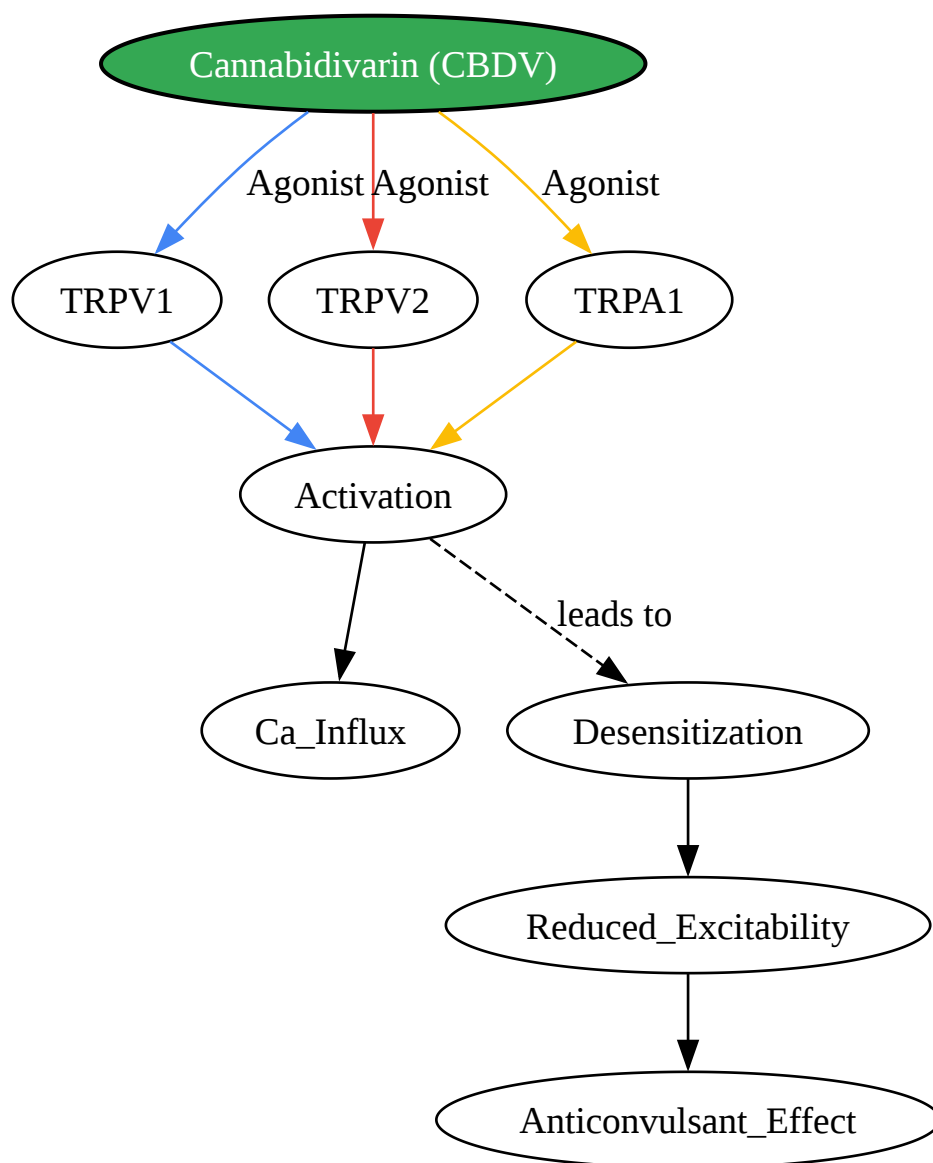 Cannabidivarin (CBDV)
Agonist
Agonist
Agonist
TRPV1
TRPV2
TRPA1
Activation
leads to
Ca_Influx
Desensitization
Reduced_Excitability
Anticonvulsant_Effect